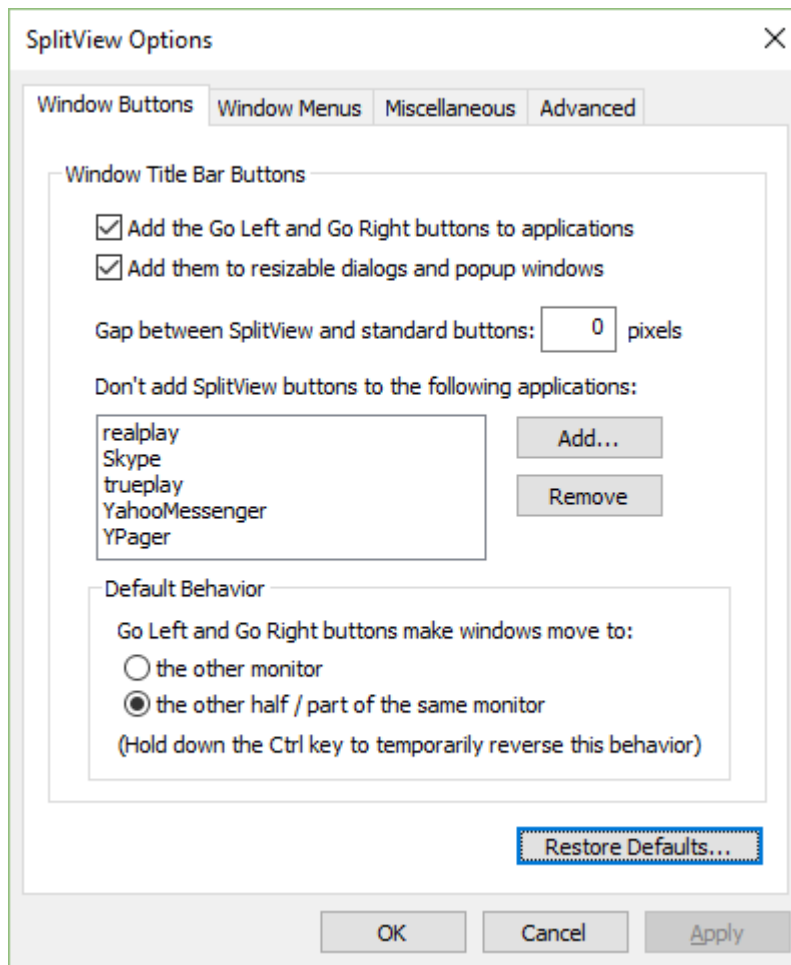 SplitView Options
Window Buttons Window Menus Miscellaneous Advanced
Window Title Bar Buttons
Add the Go Left and Go Right buttons to applications
Add them to resizable dialogs and popup windows
Gap between SplitView and standard buttons: 0 pixels
Don't add SplitView buttons to the following applications:
realplay
Skype
trueplay
YahooMessenger
YPager
Add...
Remove
Default Behavior
Go Left and Go Right buttons make windows move to:
the other monitor
the other half / part of the same monitor
(Hold down the Ctrl key to temporarily reverse this behavior)
Restore Defaults...
OK Cancel Apply